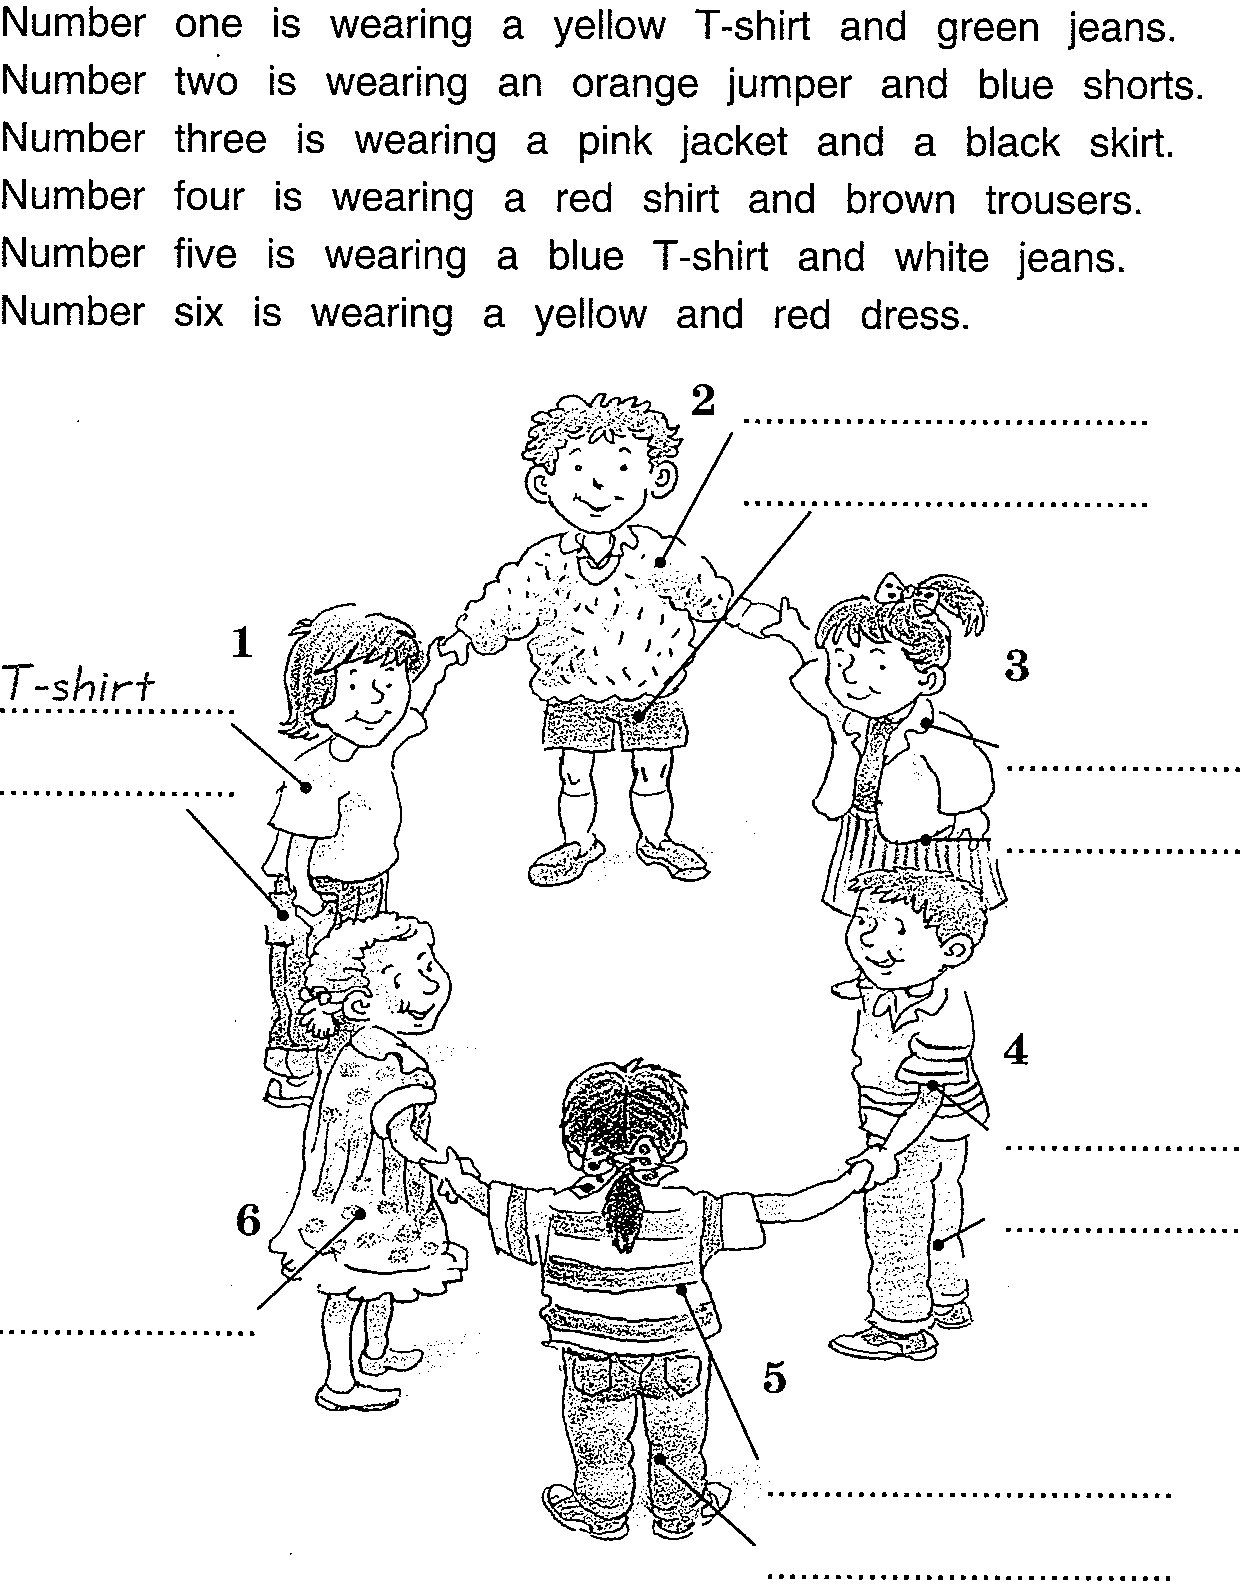 Number one is wearing a yellow T-shirt and green jeans.
Number two is wearing an orange jumper and blue shorts.
Number three is wearing a pink jacket and a black skirt.
Number four is wearing a red shirt and brown trousers.
Number five is wearing a blue T-shirt and white jeans.
Number six is wearing a yellow and red dress.
2
1
T-shirt
3
4
6
5